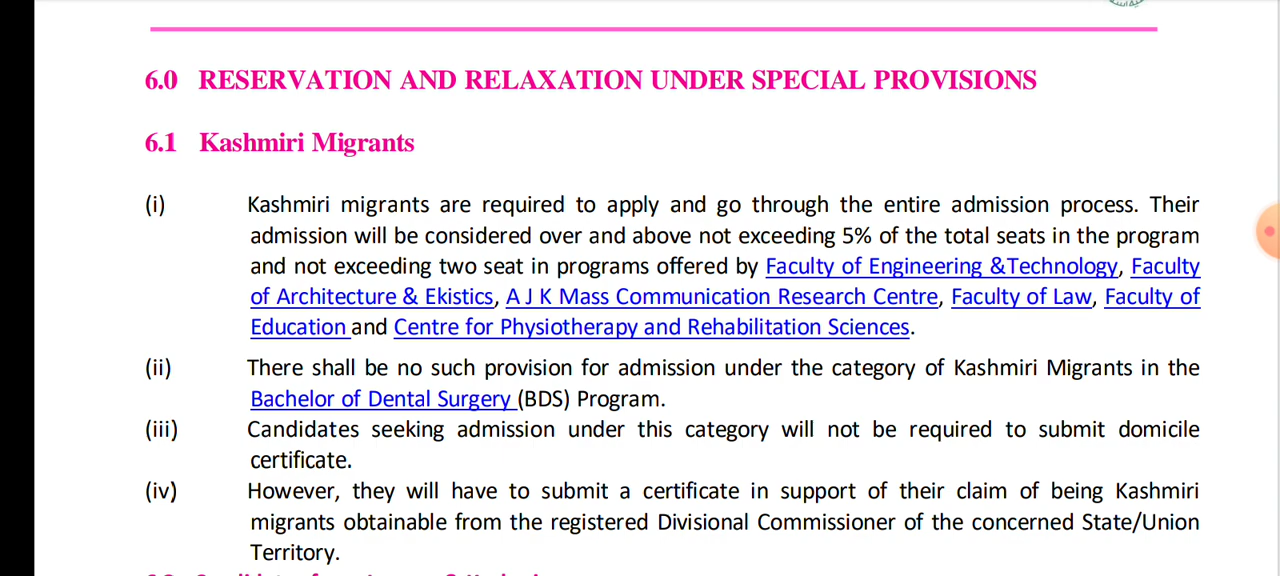 6.0 RESERVATION AND RELAXATION UNDER SPECIAL PROVISIONS
6.1 Kashmiri Migrants
(i) Kashmiri migrants are required to apply and go through the entire admission process. Their
admission will be considered over and above not exceeding 5% of the total seats in the program
and not exceeding two seat in programs offered by Faculty of Engineering &Technology, Faculty
of Architecture & Ekistics, A J K Mass Communication Research Centre, Faculty of Law, Faculty of
Education and Centre for Physiotherapy and Rehabilitation Sciences.
(ii) There shall be no such provision for admission under the category of Kashmiri Migrants in the
Bachelor of Dental Surgery (BDS) Program.
(iii) Candidates seeking admission under this category will not be required to submit domicile
certificate.
(iv) However, they will have to submit a certificate in support of their claim of being Kashmiri
migrants obtainable from the registered Divisional Commissioner of the concerned State/Union
Territory.